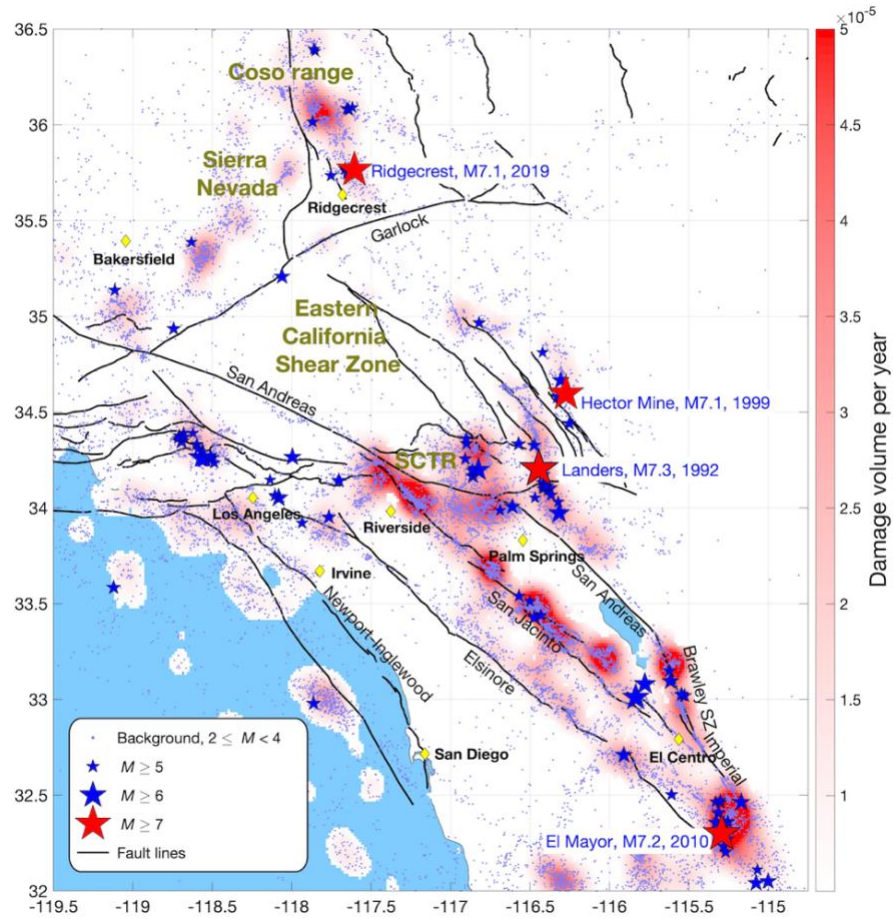 36.5
36
35.5
35
34.5
34
33.5
33
32.5
32
-119.5
-119
-118.5
-118
-117.5
-117
-116.5
-116
-115.5
-115
Coso range
Sierra
Nevada
Ridgecrest, M7.1, 2019
Ridgecrest
Garlock
Bakersfield
Eastern
California
Shear Zone
San Andreas
Hector Mine, M7.1, 1999
SCTR
Landers, M7.3, 1992
Los Angeles
Riverside
Palm Springs
Irvine
San Andreas
San Jacinto
Newport-Inglewood
Elsinore
Brawley SZ Imperial
San Diego
El Centro
El Mayor, M7.2, 2010
Background, 2 ≤ M < 4
M ≥ 5
M ≥ 6
M ≥ 7
Fault lines
×10⁻⁵
5
4.5
4
3.5
3
2.5
2
1.5
1
Damage volume per year